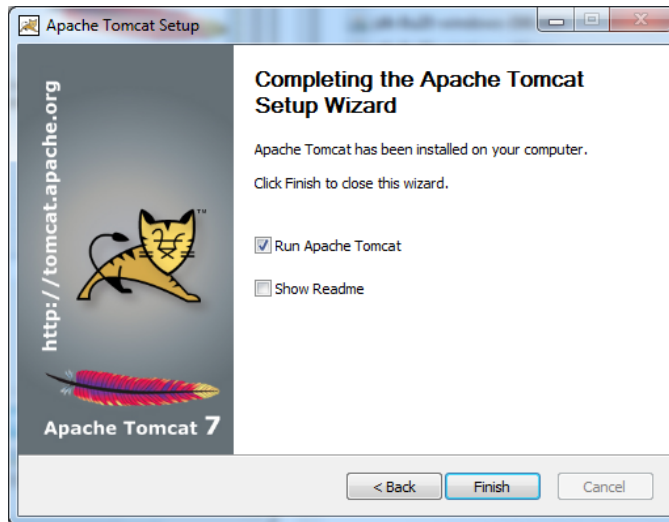 Apache Tomcat Setup
http://tomcat.apache.org
TM
Apache Tomcat 7
Completing the Apache Tomcat
Setup Wizard
Apache Tomcat has been installed on your computer.
Click Finish to close this wizard.
Run Apache Tomcat
Show Readme
< Back
Finish
Cancel